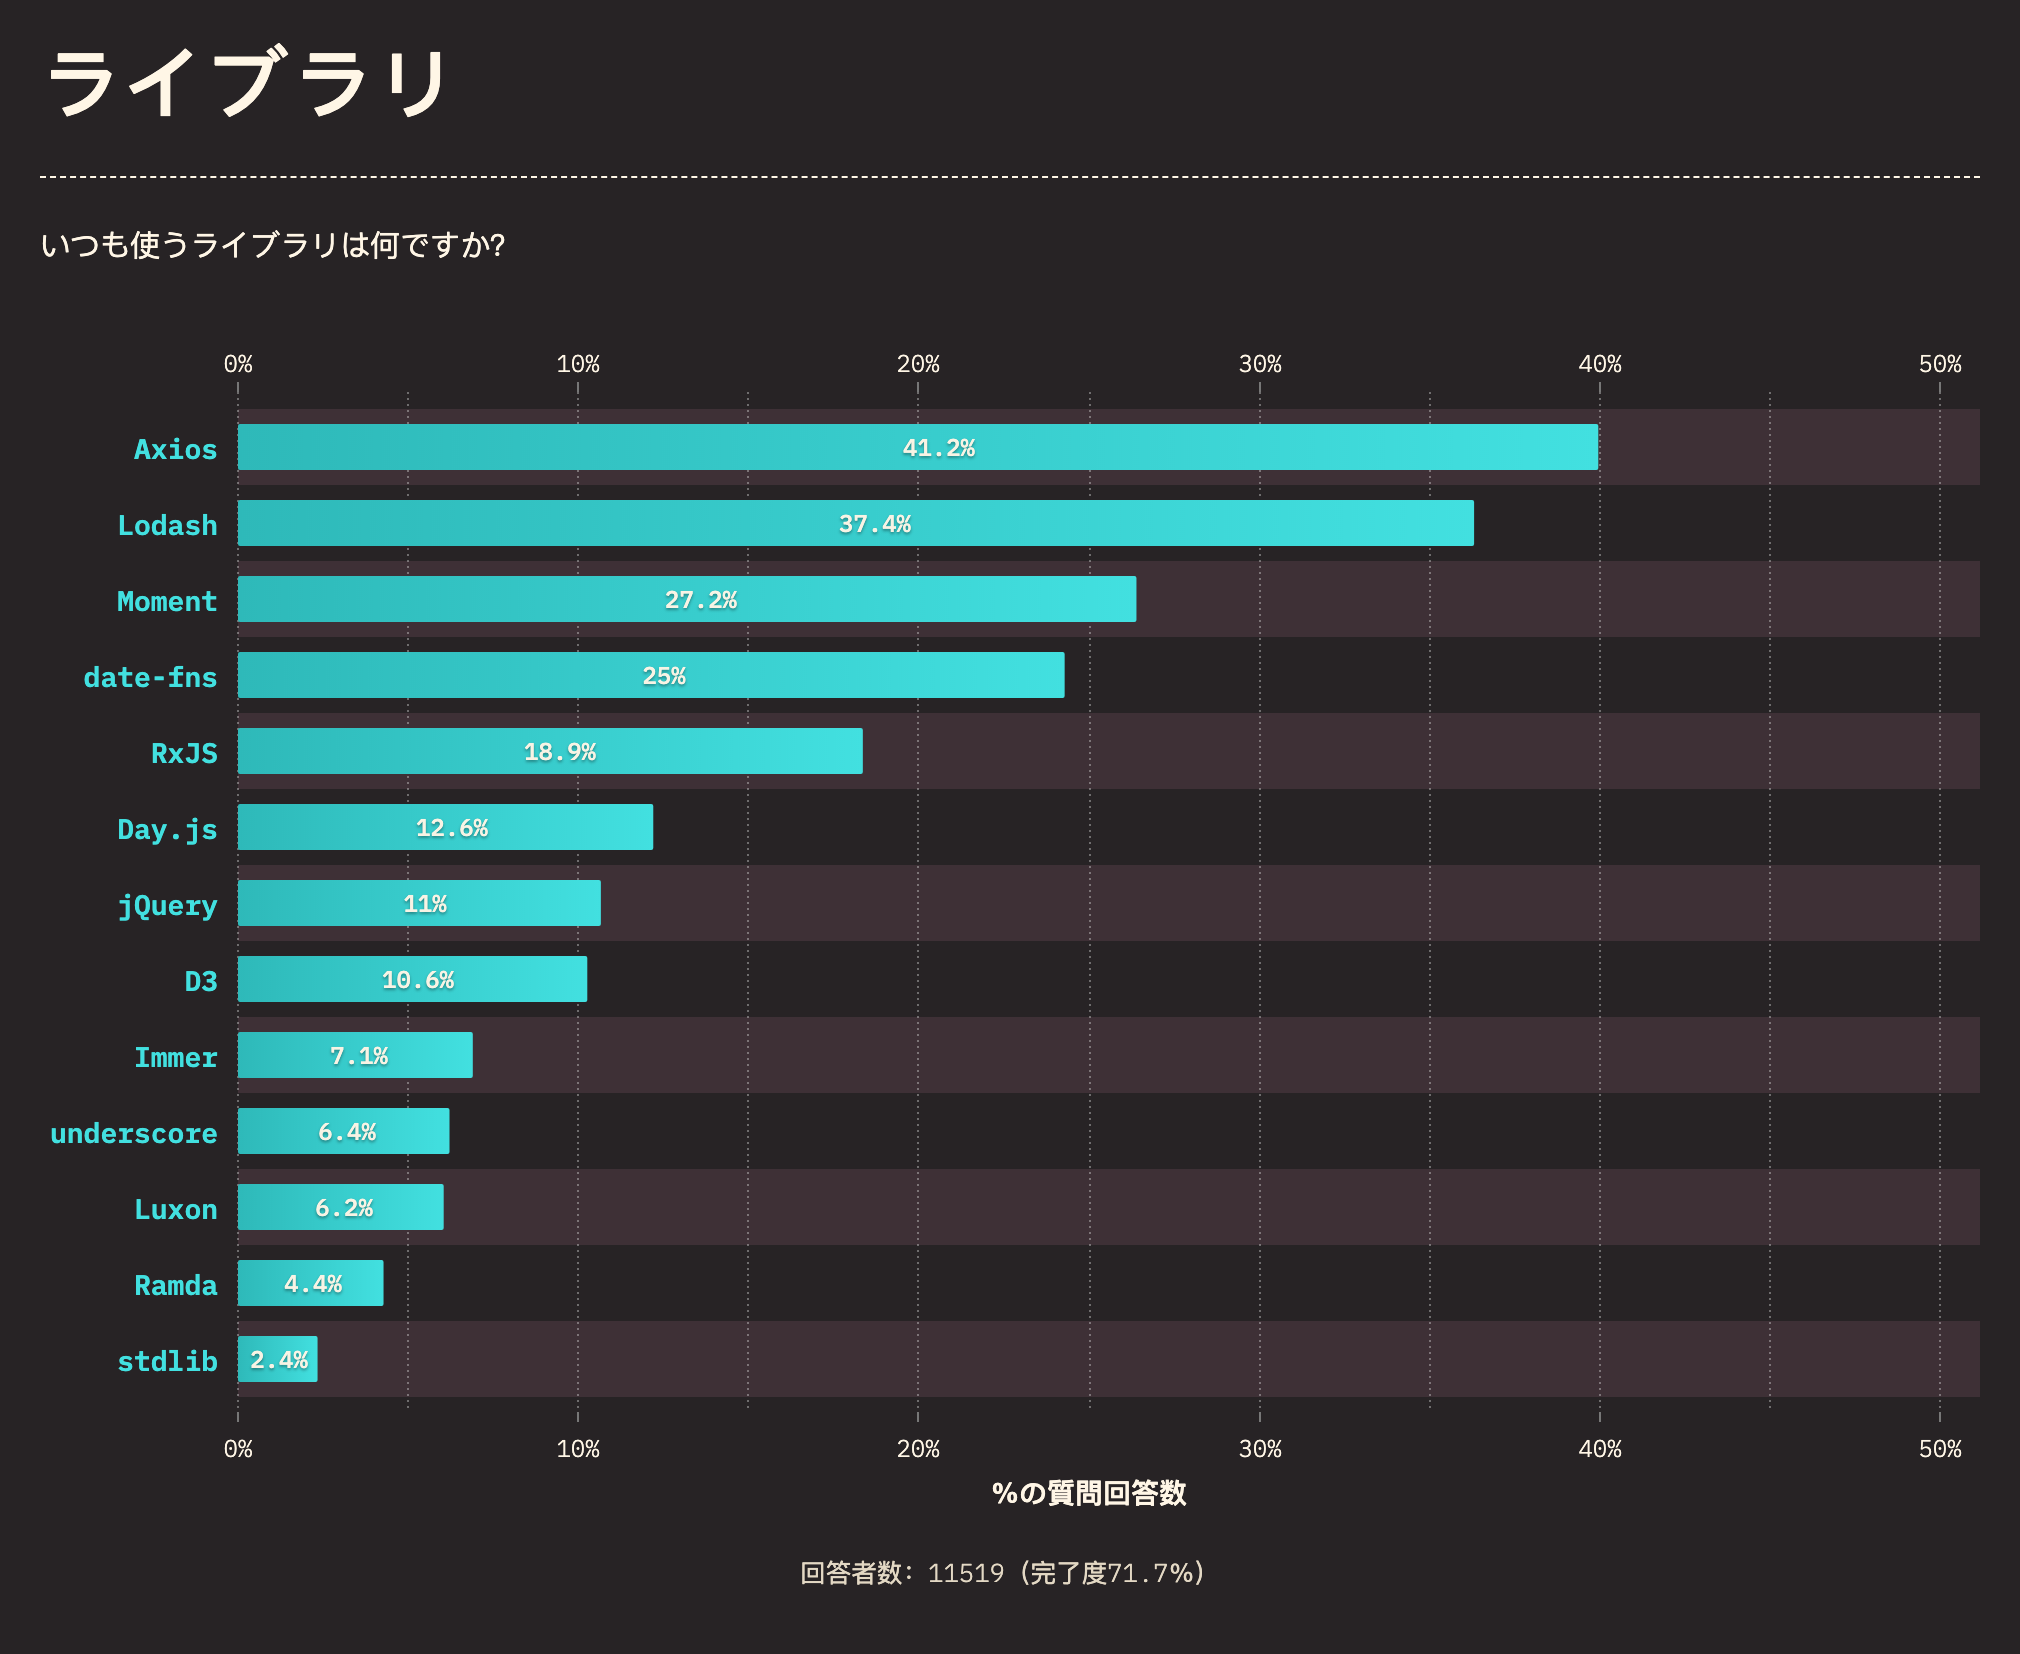 ライブラリ
いつも使うライブラリは何ですか?
0% 10% 20% 30% 40% 50%
Axios 41.2%
Lodash 37.4%
Moment 27.2%
date-fns 25%
RxJS 18.9%
Day.js 12.6%
jQuery 11%
D3 10.6%
Immer 7.1%
underscore 6.4%
Luxon 6.2%
Ramda 4.4%
stdlib 2.4%
0% 10% 20% 30% 40% 50%
%の質問回答数
回答者数: 11519 (完了度71.7%)